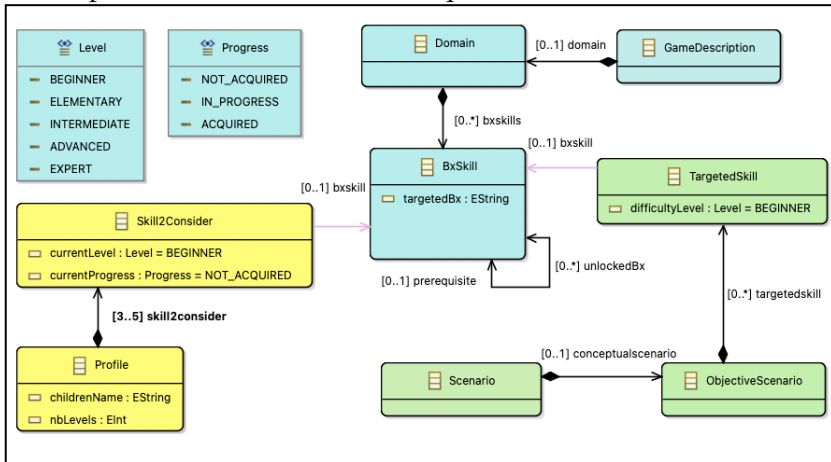 Level
BEGINNER
ELEMENTARY
INTERMEDIATE
ADVANCED
EXPERT
Progress
NOT_ACQUIRED
IN_PROGRESS
ACQUIRED
Domain
[0..1] domain
GameDescription
[0..*] bxskills
[0..1] bxskill
BxSkill
targetedBx : EString
[0..1] bxskill
TargetedSkill
difficultyLevel : Level = BEGINNER
Skill2Consider
currentLevel : Level = BEGINNER
currentProgress : Progress = NOT_ACQUIRED
[0..*] unlockedBx
[0..1] prerequisite
[0..*] targetedskill
[3..5] skill2consider
Profile
childrenName : EString
nbLevels : EInt
[0..1] conceptualscenario
Scenario
ObjectiveScenario